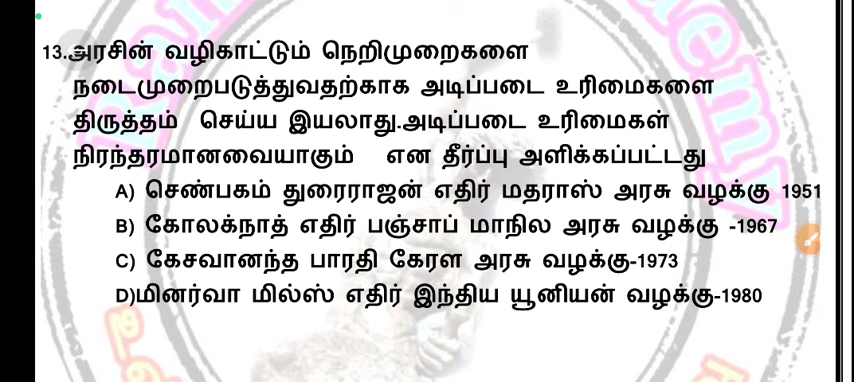 13.அரசின் வழிகாட்டும் நெறிமுறைகளை
நடைமுறைபடுத்துவதற்காக அடிப்படை உரிமைகளை
திருத்தம் செய்ய இயலாது.அடிப்படை உரிமைகள்
நிரந்தரமானவையாகும் என தீர்ப்பு அளிக்கப்பட்டது
A) செண்பகம் துரைராஜன் எதிர் மதராஸ் அரசு வழக்கு 1951
B) கோலக்நாத் எதிர் பஞ்சாப் மாநில அரசு வழக்கு -1967
C) கேசவானந்த பாரதி கேரள அரசு வழக்கு-1973
D)மினர்வா மில்ஸ் எதிர் இந்திய யூனியன் வழக்கு-1980